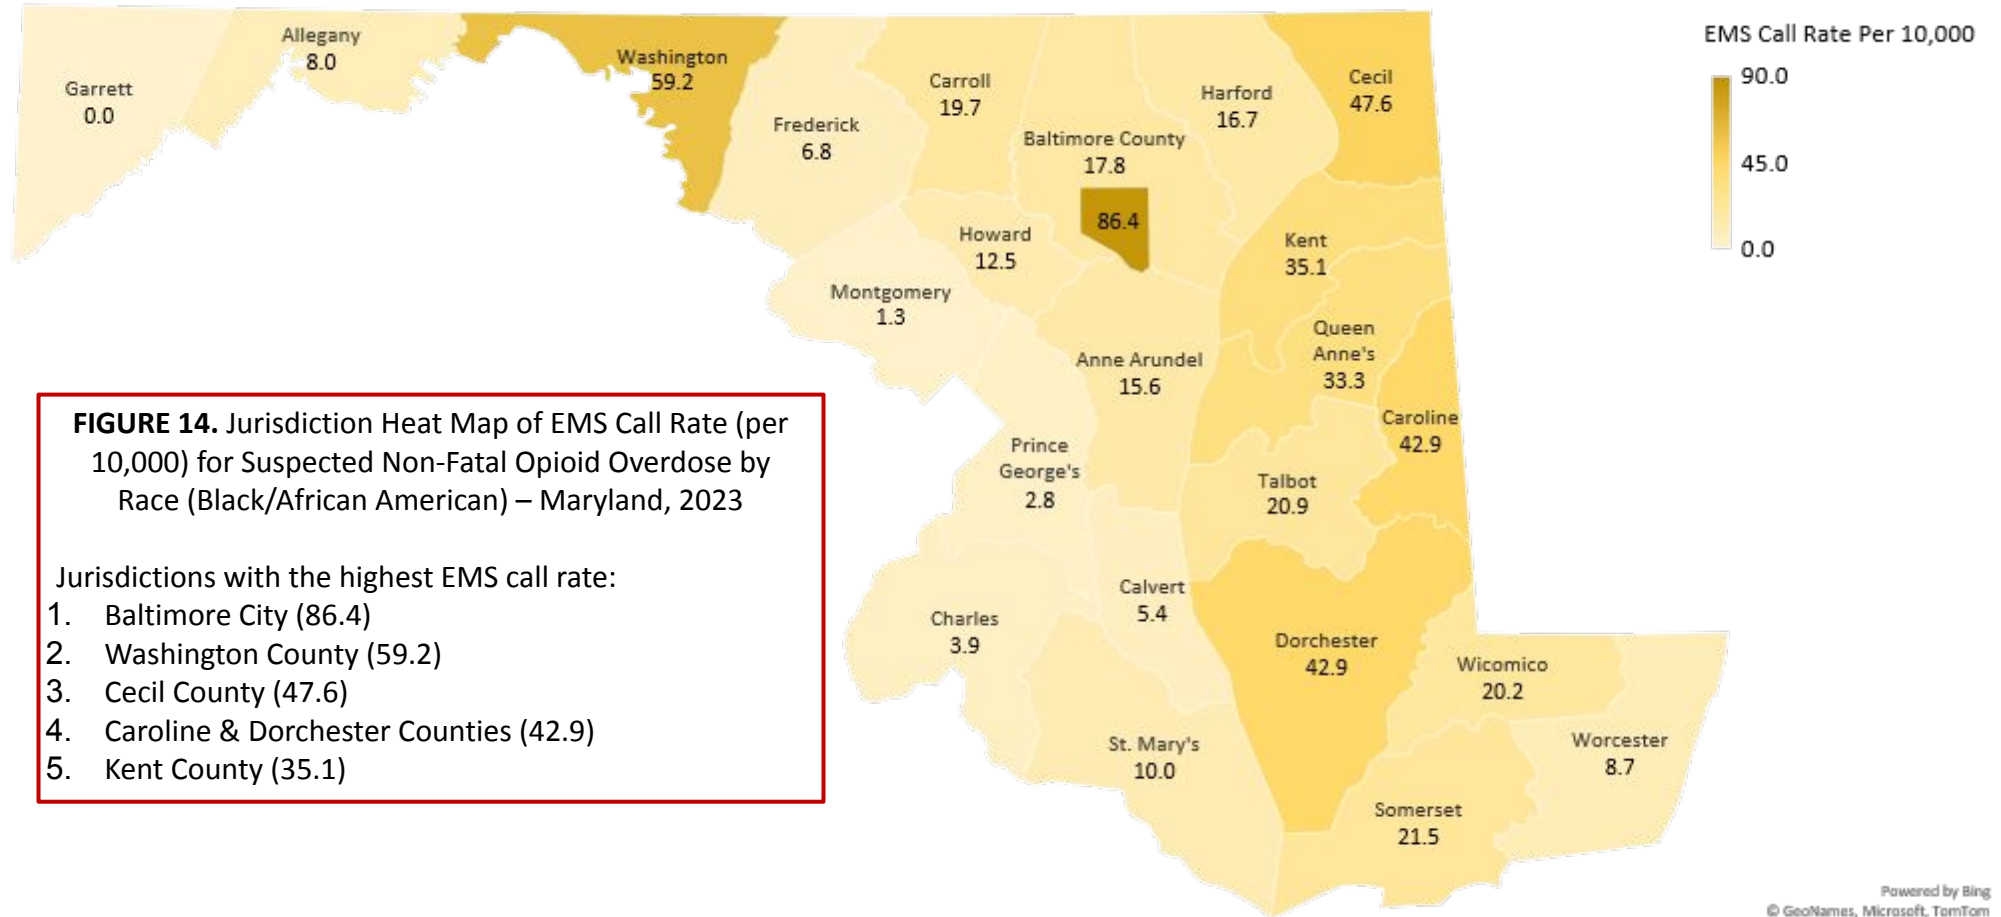 Allegany
8.0
Garrett
0.0
Washington
59.2
Frederick
6.8
Carroll
19.7
Baltimore County
17.8
86.4
Harford
16.7
Cecil
47.6
EMS Call Rate Per 10,000
90.0
45.0
0.0
Howard
12.5
Montgomery
1.3
Kent
35.1
Queen
Anne's
33.3
Anne Arundel
15.6
Caroline
42.9
Prince
George's
2.8
Talbot
20.9
Calvert
5.4
Charles
3.9
Dorchester
42.9
Wicomico
20.2
St. Mary's
10.0
Worcester
8.7
Somerset
21.5
FIGURE 14. Jurisdiction Heat Map of EMS Call Rate (per
10,000) for Suspected Non-Fatal Opioid Overdose by
Race (Black/African American) – Maryland, 2023
Jurisdictions with the highest EMS call rate:
1. Baltimore City (86.4)
2. Washington County (59.2)
3. Cecil County (47.6)
4. Caroline & Dorchester Counties (42.9)
5. Kent County (35.1)
Powered by Bing
© GeoNames, Microsoft, TomTom